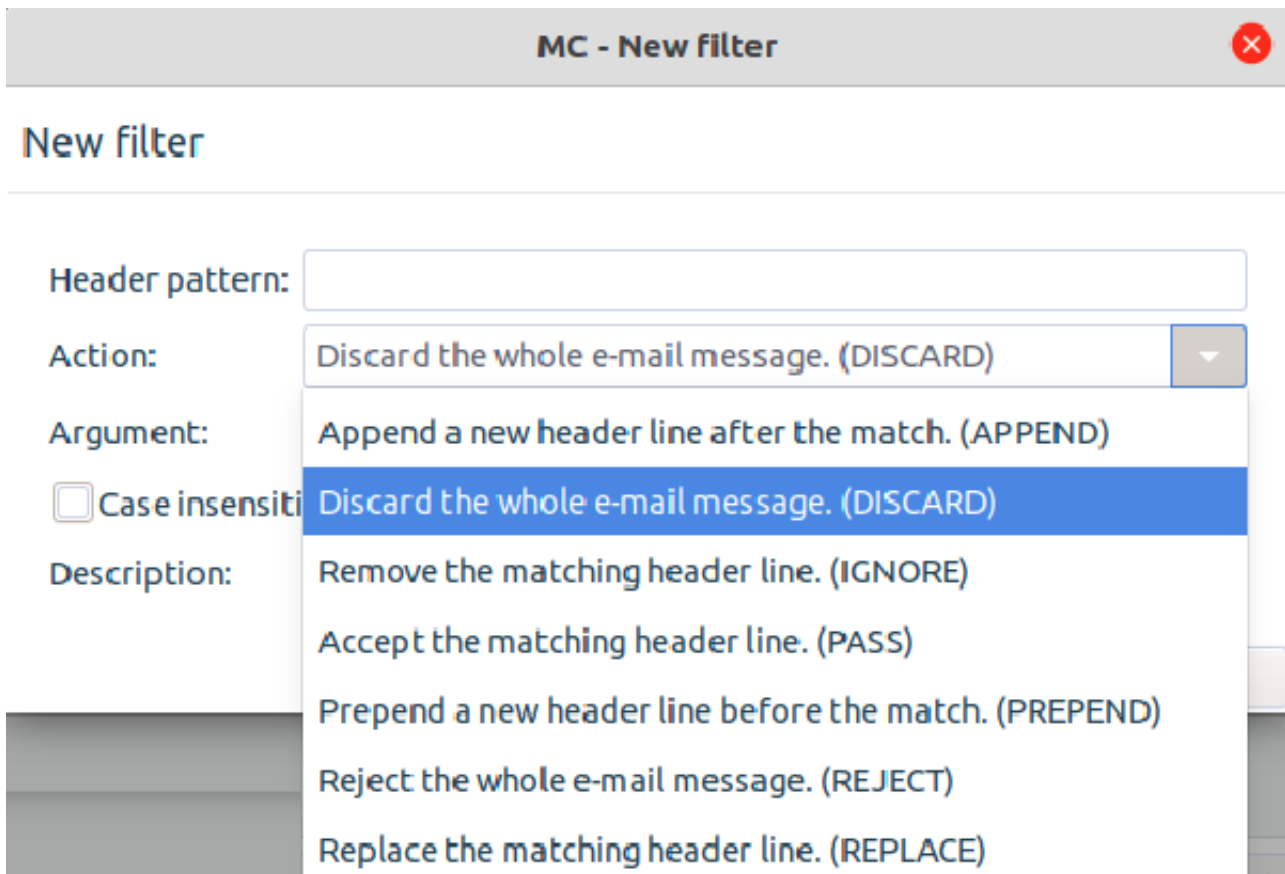 MC - New filter
New filter
Header pattern:
Action: Discard the whole e-mail message. (DISCARD)
Argument: Append a new header line after the match. (APPEND)
Case insensiti Discard the whole e-mail message. (DISCARD)
Description: Remove the matching header line. (IGNORE)
Accept the matching header line. (PASS)
Prepend a new header line before the match. (PREPEND)
Reject the whole e-mail message. (REJECT)
Replace the matching header line. (REPLACE)